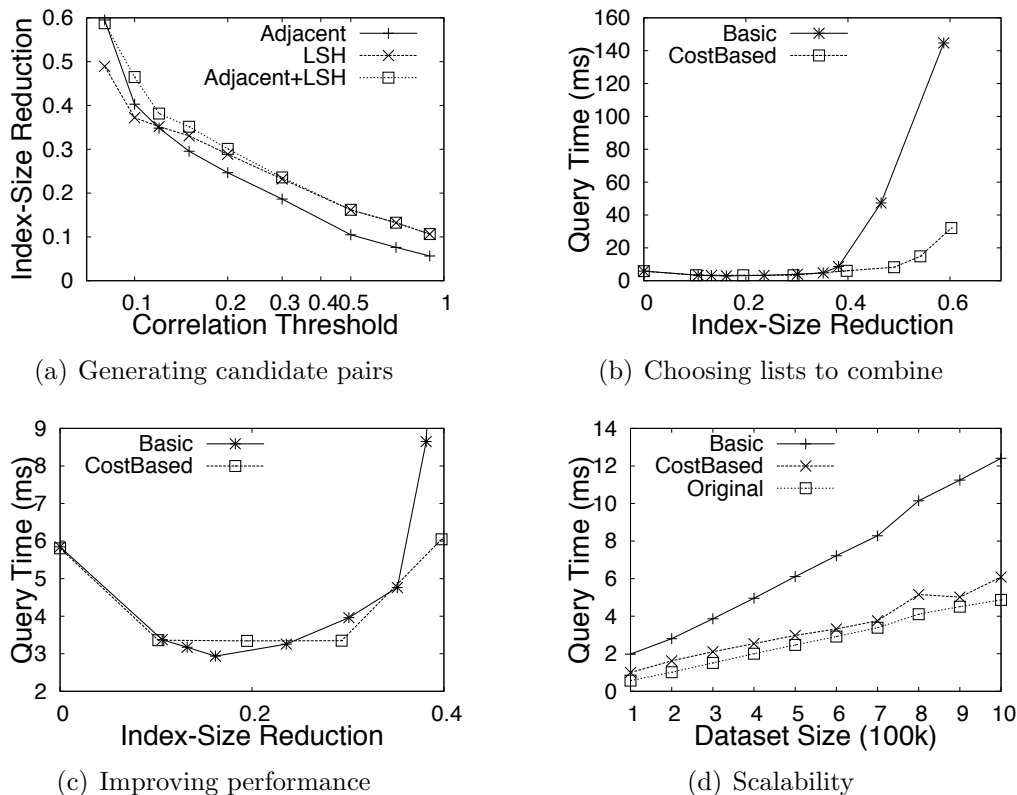 Index-Size Reduction
0.6
0.5
0.4
0.3
0.2
0.1
0
Adjacent
LSH
Adjacent+LSH
0.1 0.2 0.3 0.4 0.5 1
Correlation Threshold
(a) Generating candidate pairs
Query Time (ms)
160
140
120
100
80
60
40
20
0
Basic
CostBased
0 0.2 0.4 0.6
Index-Size Reduction
(b) Choosing lists to combine
Query Time (ms)
9
8
7
6
5
4
3
2
Basic
CostBased
0 0.2 0.4
Index-Size Reduction
(c) Improving performance
Query Time (ms)
14
12
10
8
6
4
2
0
Basic
CostBased
Original
1 2 3 4 5 6 7 8 9 10
Dataset Size (100k)
(d) Scalability